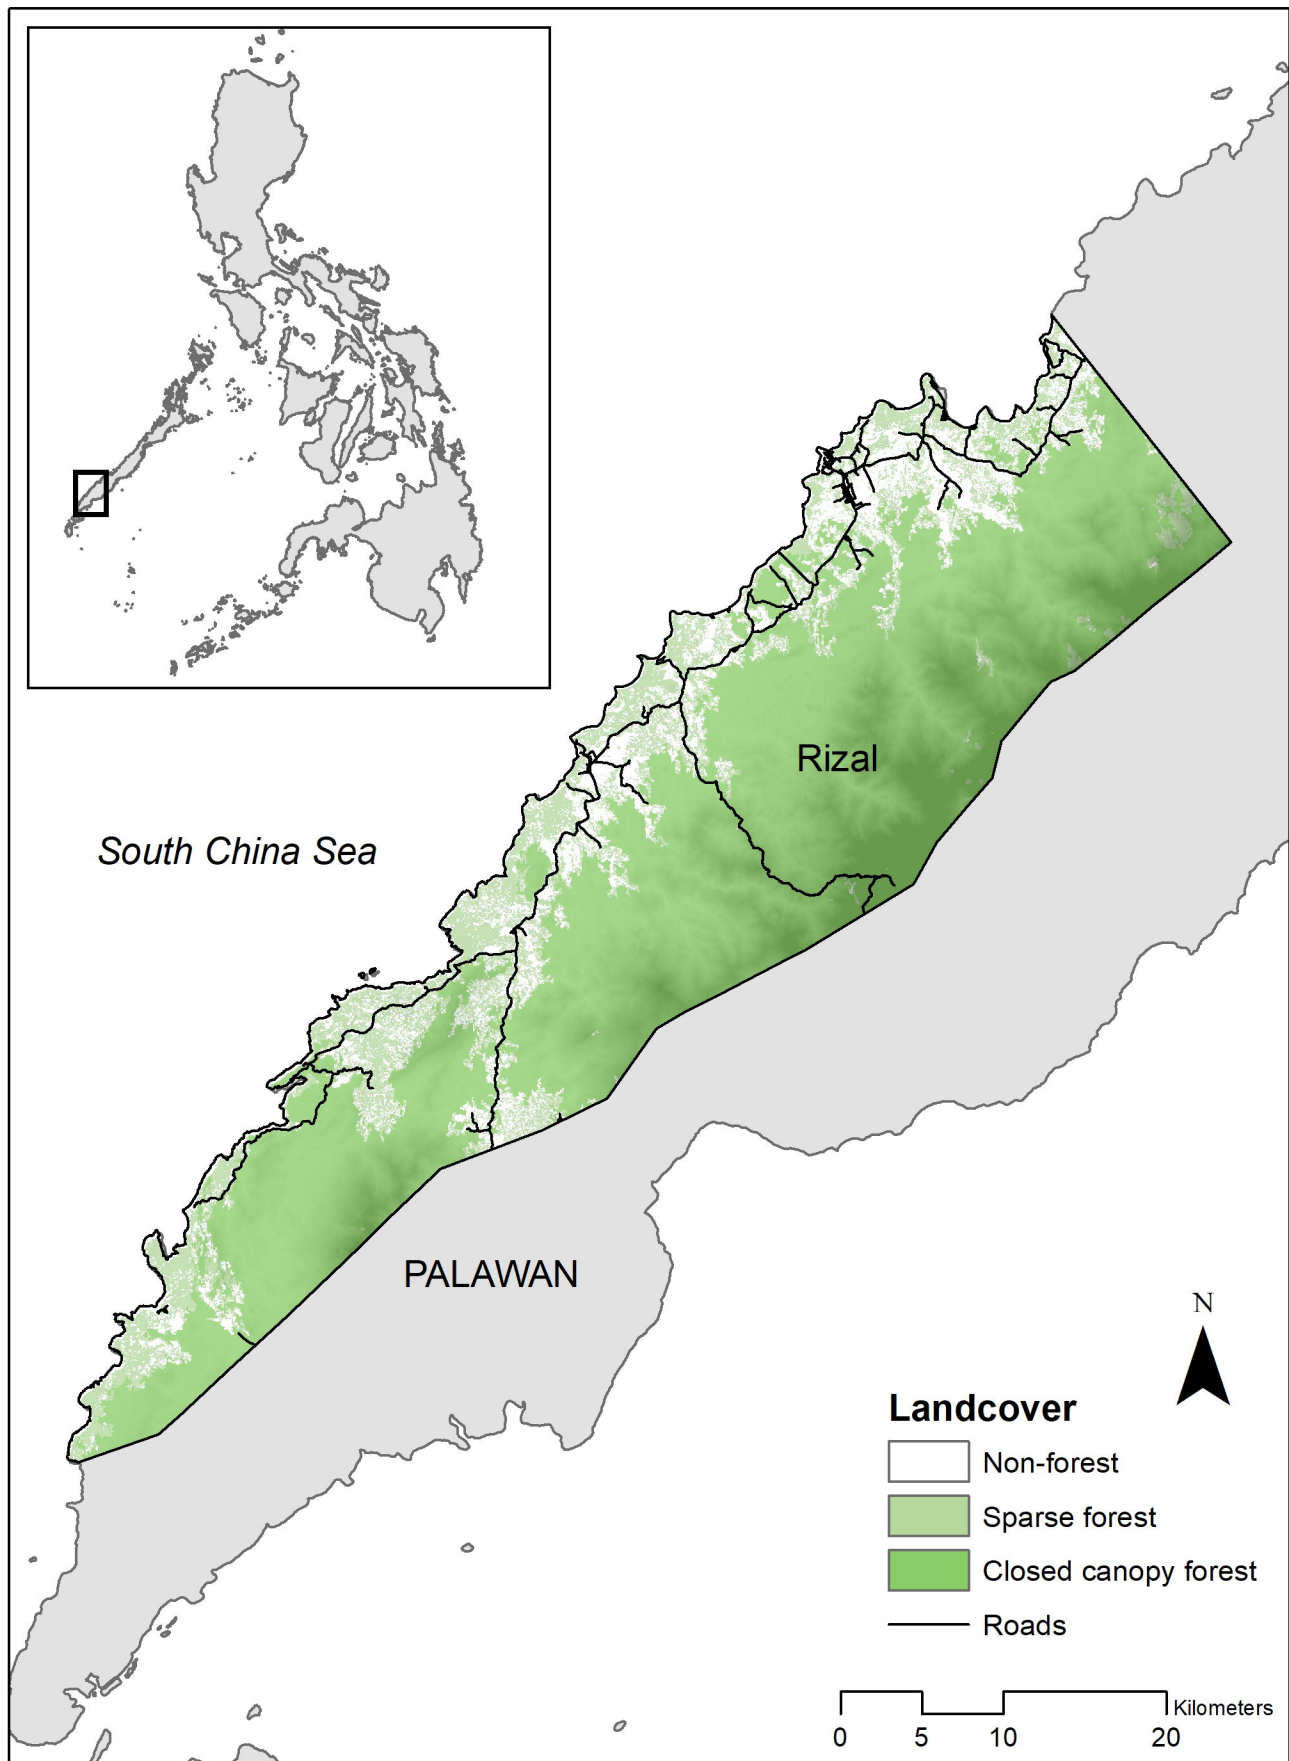 Rizal
South China Sea
PALAWAN
N
Landcover
Non-forest
Sparse forest
Closed canopy forest
Roads
Kilometers
0 5 10 20